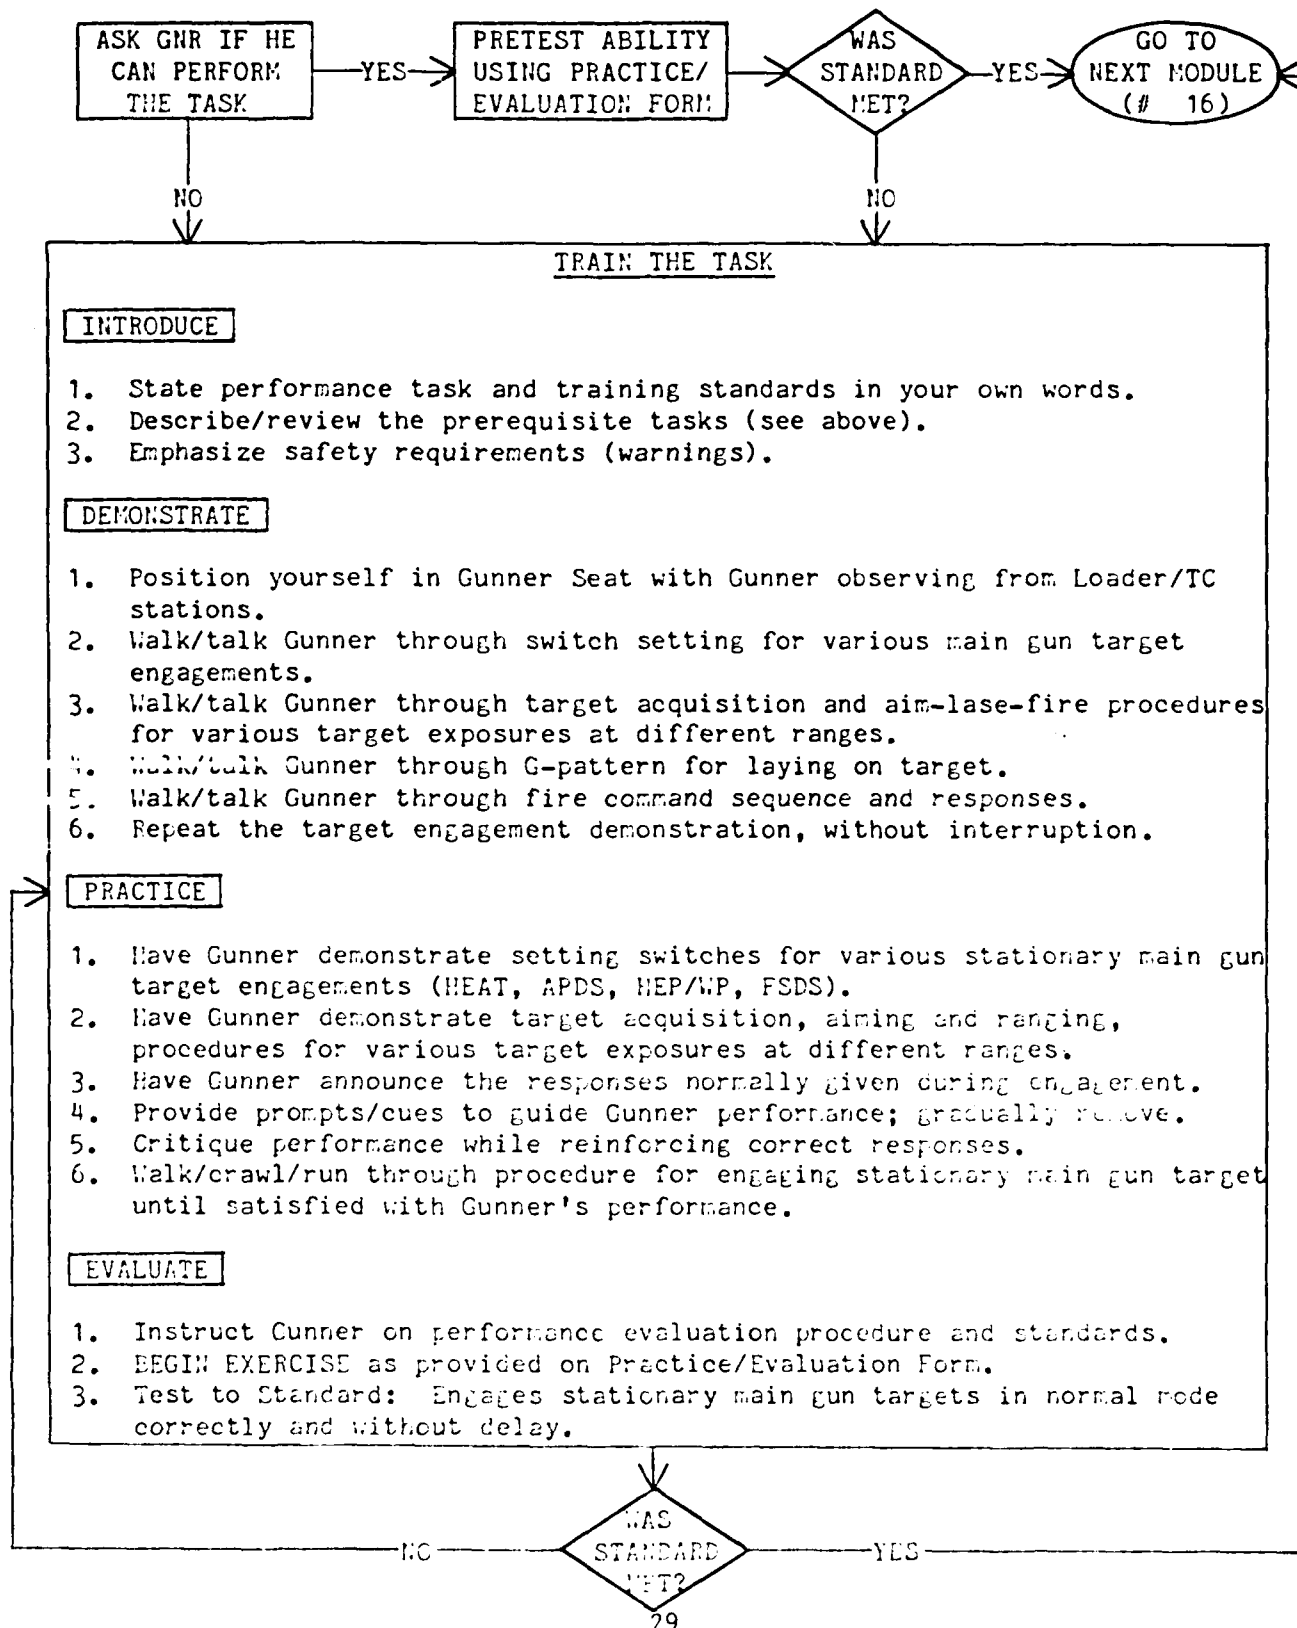 ASK GNR IF HE
CAN PERFORM
THE TASK
YES
PRETEST ABILITY
USING PRACTICE/
EVALUATION FORM
WAS
STANDARD
MET?
YES
GO TO
NEXT MODULE
(# 16)
NO
NO
TRAIN THE TASK
INTRODUCE
1. State performance task and training standards in your own words.
2. Describe/review the prerequisite tasks (see above).
3. Emphasize safety requirements (warnings).
DEMONSTRATE
1. Position yourself in Gunner Seat with Gunner observing from Loader/TC
stations.
2. Walk/talk Gunner through switch setting for various main gun target
engagements.
3. Walk/talk Gunner through target acquisition and aim-lase-fire procedures
for various target exposures at different ranges.
4. Walk/talk Gunner through G-pattern for laying on target.
5. Walk/talk Gunner through fire command sequence and responses.
6. Repeat the target engagement demonstration, without interruption.
PRACTICE
1. Have Gunner demonstrate setting switches for various stationary main gun
target engagements (HEAT, APDS, HEP/WP, FSDS).
2. Have Gunner demonstrate target acquisition, aiming and ranging,
procedures for various target exposures at different ranges.
3. Have Gunner announce the responses normally given during engagement.
4. Provide prompts/cues to guide Gunner performance; gradually remove.
5. Critique performance while reinforcing correct responses.
6. Walk/crawl/run through procedure for engaging stationary main gun target
until satisfied with Gunner's performance.
EVALUATE
1. Instruct Gunner on performance evaluation procedure and standards.
2. BEGIN EXERCISE as provided on Practice/Evaluation Form.
3. Test to Standard: Engages stationary main gun targets in normal mode
correctly and without delay.
NO
WAS
STANDARD
MET?
YES
29